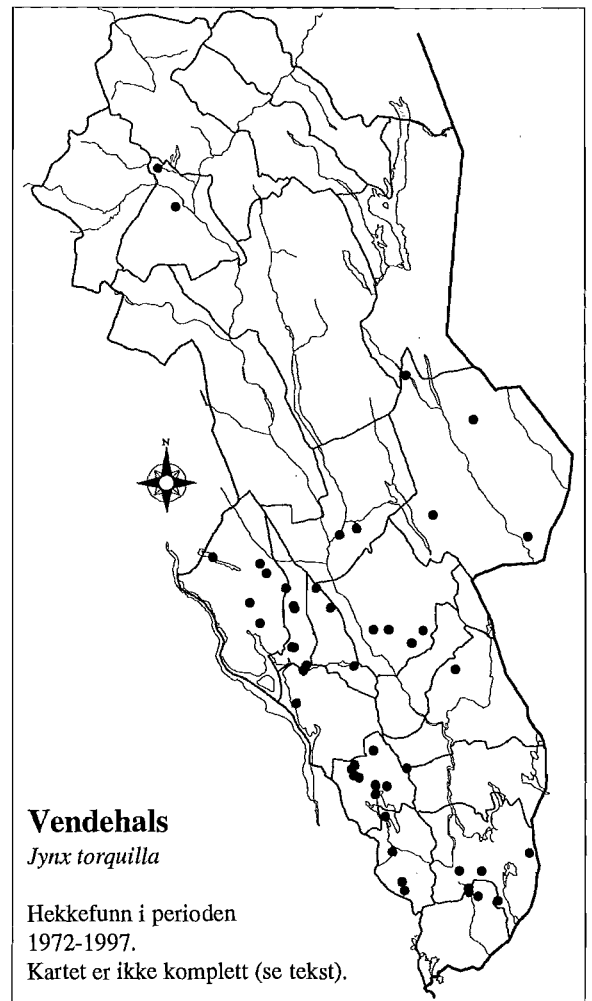 N
Vendehals
Jynx torquilla
Hekkefunn i perioden
1972-1997.
Kartet er ikke komplett (se tekst).